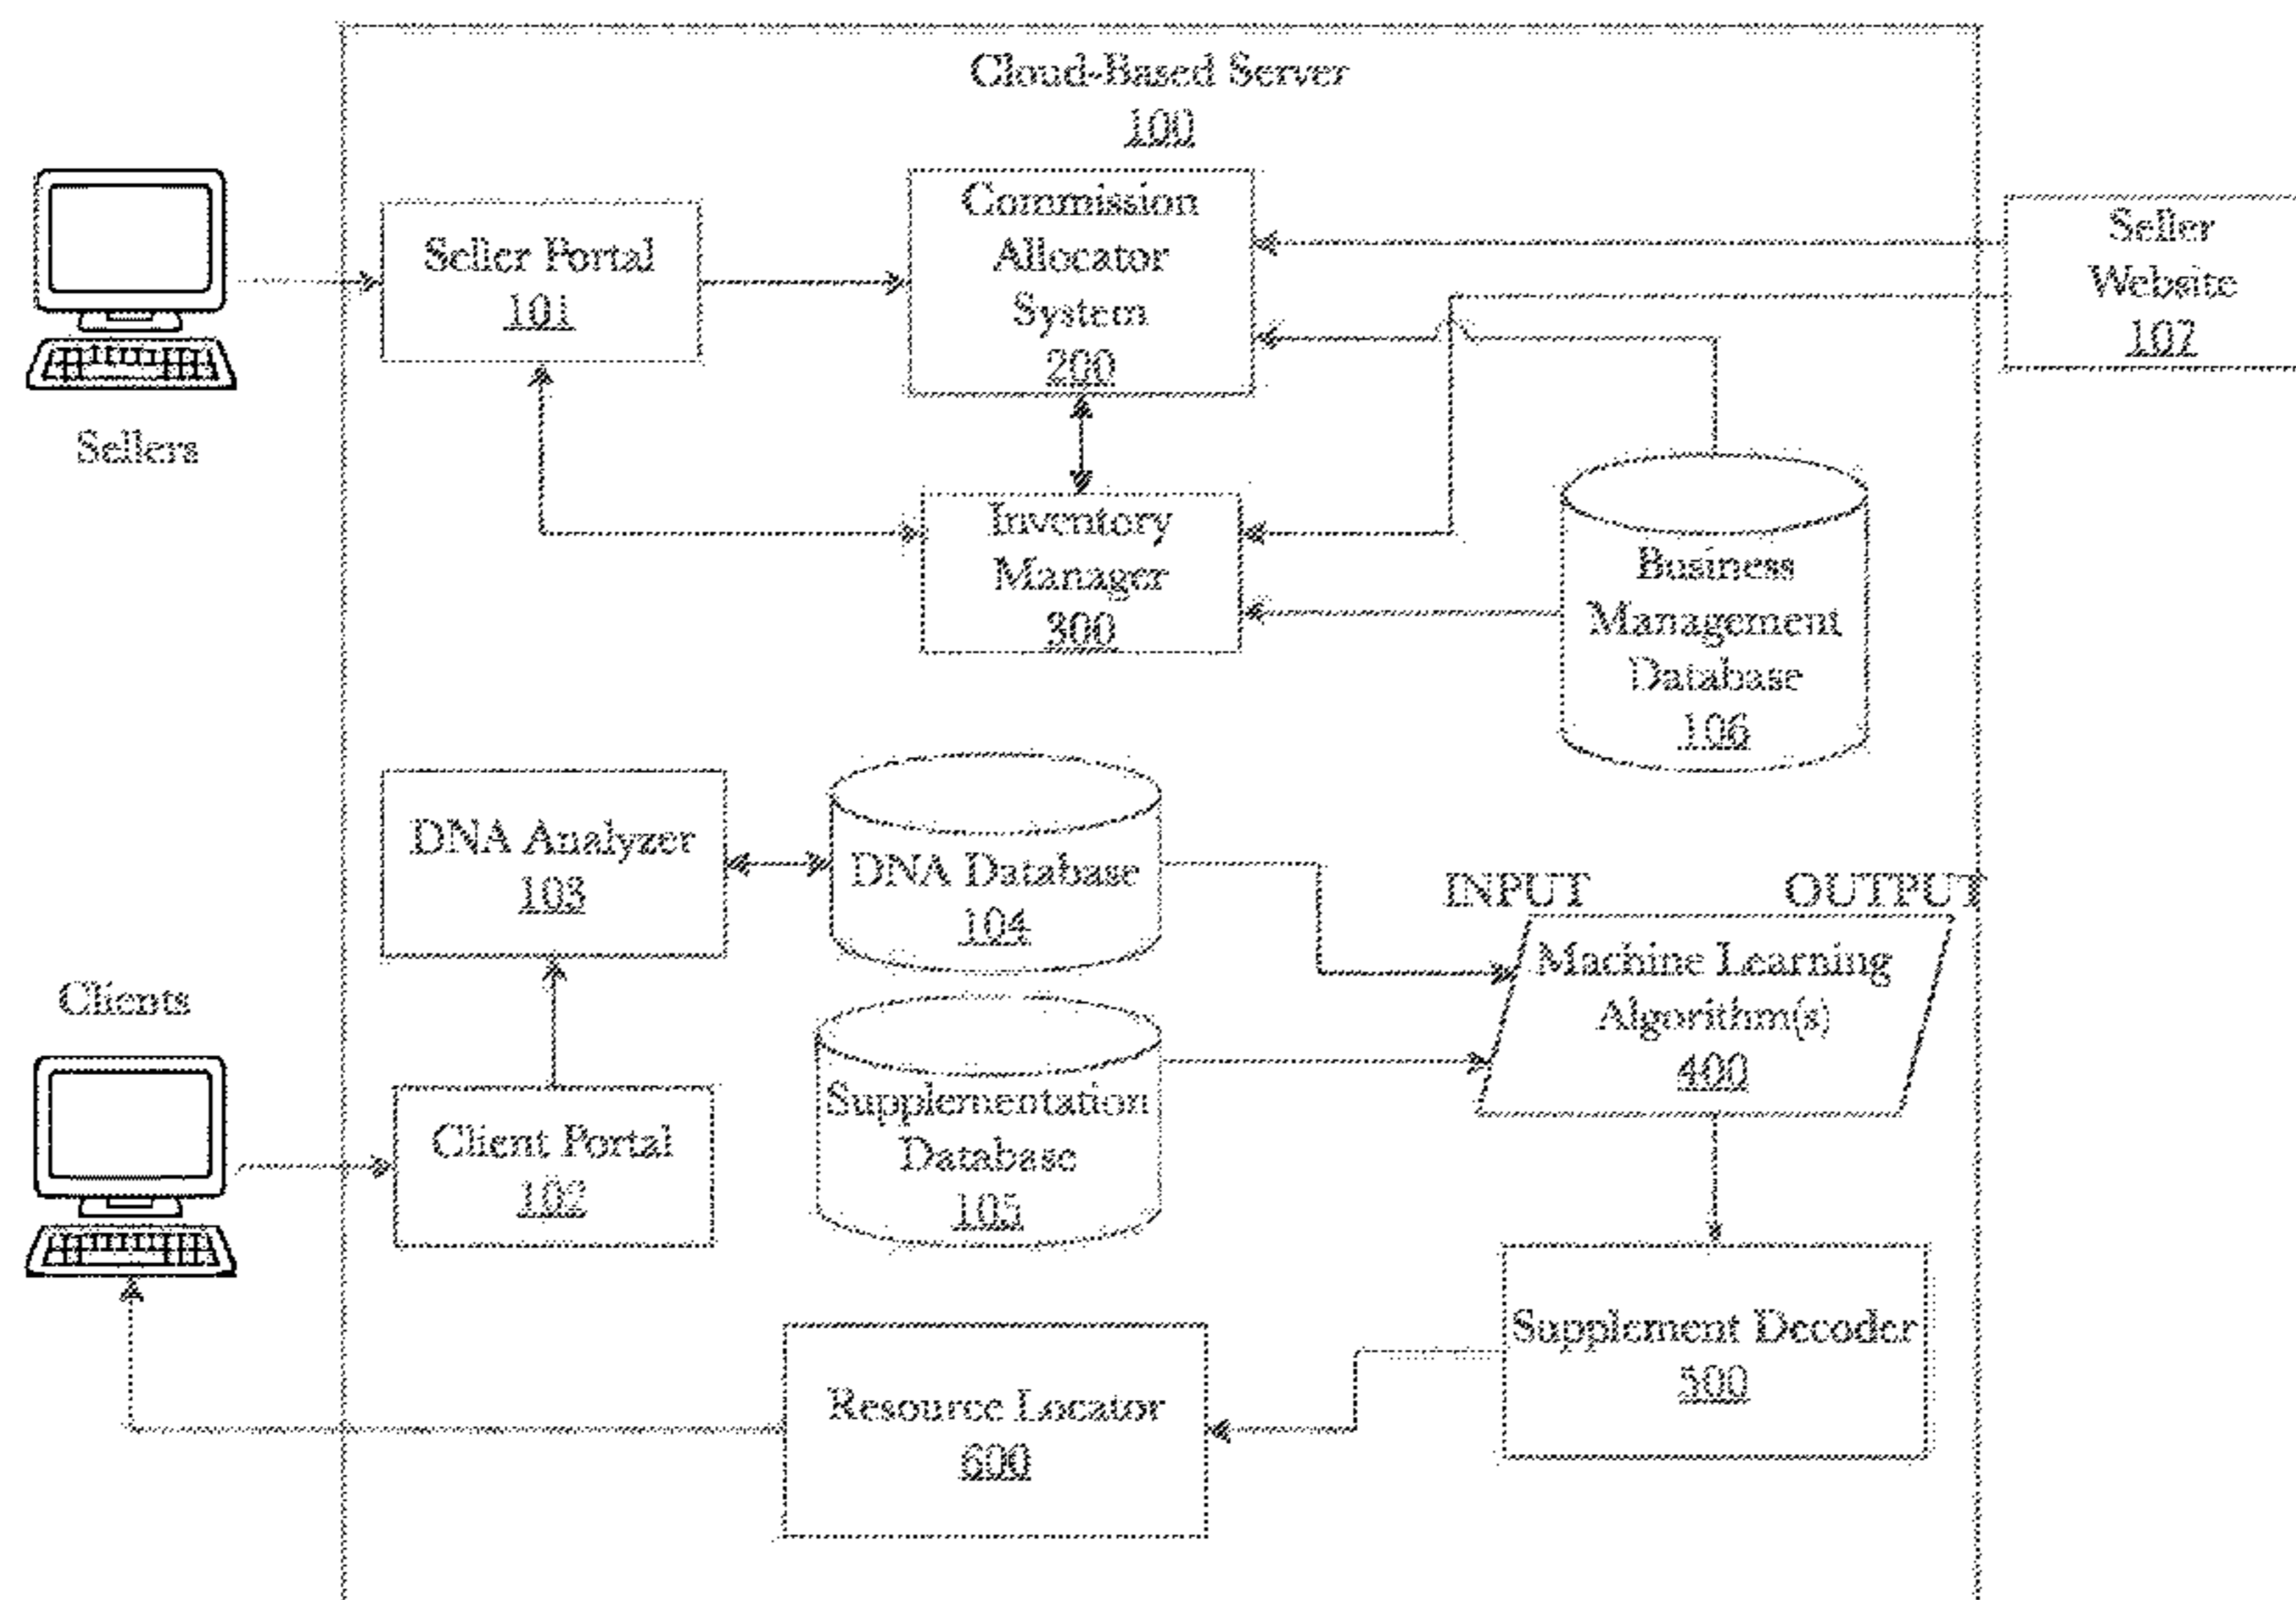 Cloud-Based Server
100
Commission
Allocator
System
200
Seller Portal
101
Seller
Website
107
Sellers
Inventory
Manager
300
Business
Management
Database
106
DNA Analyzer
103
DNA Database
104
INPUT
OUTPUT
Machine Learning
Algorithm(s)
400
Clients
Client Portal
102
Supplementation
Database
105
Supplement Decoder
500
Resource Locator
600